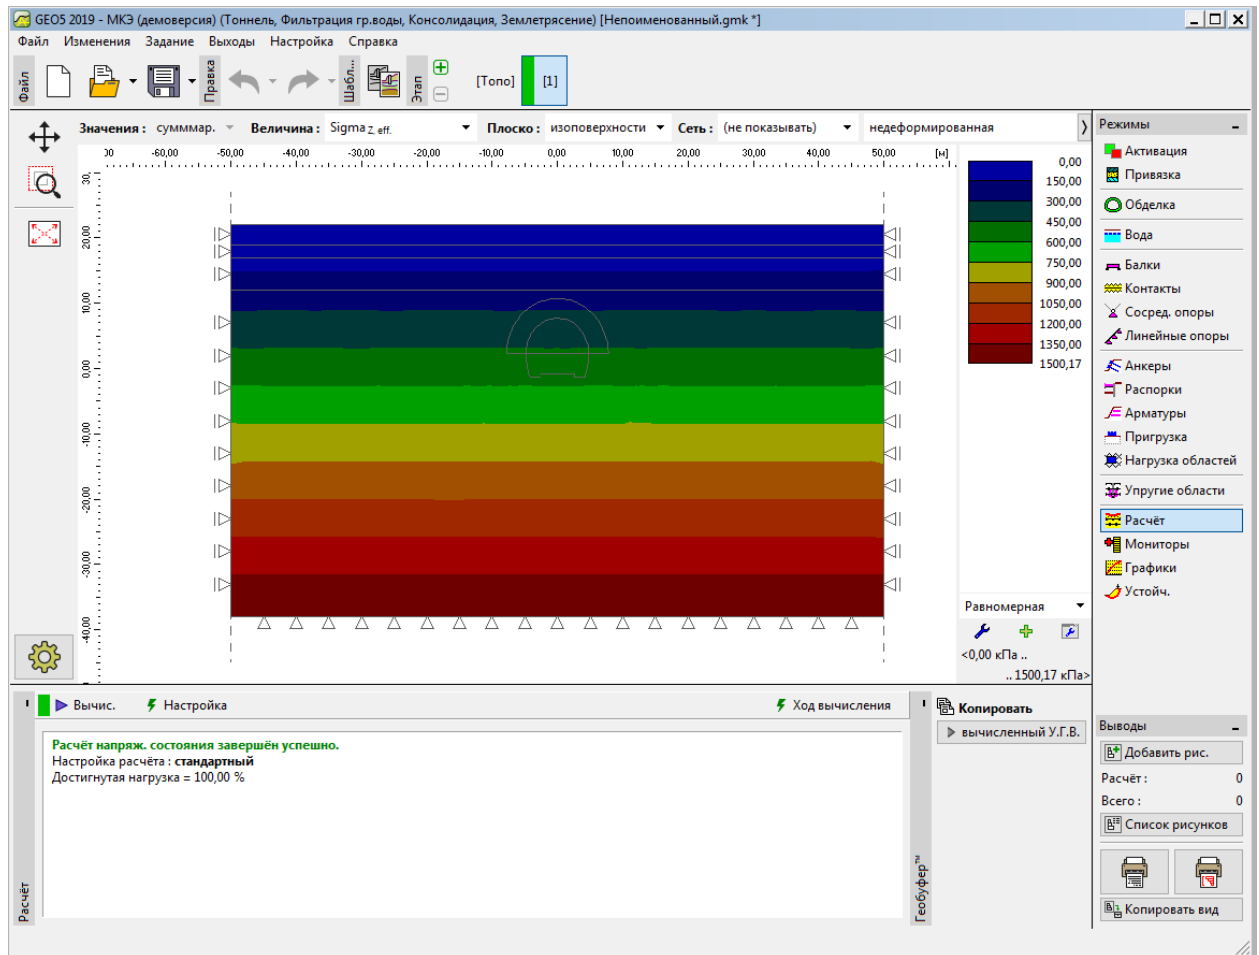 GEO5 2019 - МКЭ (демоверсия) (Тоннель, Фильтрация гр.воды, Консолидация, Землетрясение) [Непоименованный.gmk *]
Файл Изменения Задание Выходы Настройка Справка
Файл Правка Шабл... Этап [Топо] [1]
Значения : сумммар. Величина : Sigma Z, eff. Плоско : изоповерхности Сеть : (не показывать) недеформированная
30 -60,00 -50,00 -40,00 -30,00 -20,00 -10,00 0,00 10,00 20,00 30,00 40,00 50,00 [м]
30,
20,00
10,00
0,00
-10,00
-20,00
-30,00
-40,00
0,00
150,00
300,00
450,00
600,00
750,00
900,00
1050,00
1200,00
1350,00
1500,17
Равномерная
<0,00 кПа ..
.. 1500,17 кПа>
Режимы
Активация
Привязка
Обделка
Вода
Балки
Контакты
Сосред. опоры
Линейные опоры
Анкеры
Распорки
Арматуры
Пригрузка
Нагрузка областей
Упругие области
Расчёт
Мониторы
Графики
Устойч.
Вычис. Настройка Ход вычисления
Расчёт напряж. состояния завершён успешно.
Настройка расчёта : стандартный
Достигнутая нагрузка = 100,00 %
Расчёт
Геобуфер™
Копировать
вычисленный У.Г.В.
Выводы
Добавить рис.
Расчёт : 0
Всего : 0
Список рисунков
Копировать вид